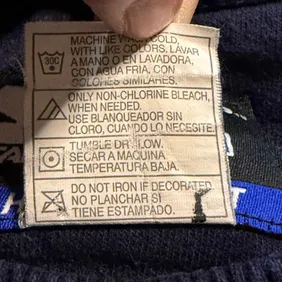 MACHINE WASH COLD,
WITH LIKE COLORS. LAVAR
30C
A MANO O EN LAVADORA,
CON AGUA FRIA, CON
COLORES SIMILARES.
ONLY NON-CHLORINE BLEACH,
WHEN NEEDED.
USE BLANQUEADOR SIN
CLORO, CUANDO LO NECESITE.
TUMBLE DRY LOW.
SECAR A MAQUINA
TEMPERATURA BAJA.
DO NOT IRON IF DECORATED
NO PLANCHAR SI
TIENE ESTAMPADO.